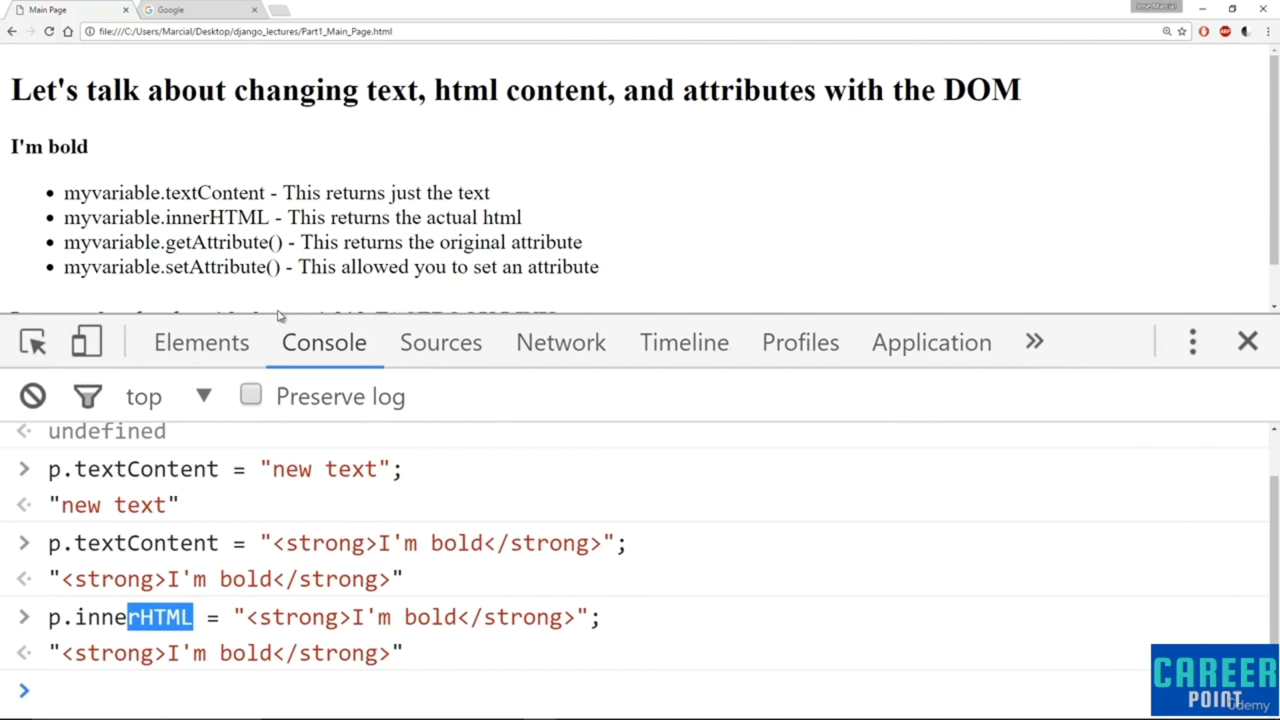 Main Page
Google
Jose Marcial
file:///C:/Users/Marcial/Desktop/django_lectures/Part1_Main_Page.html
Let's talk about changing text, html content, and attributes with the DOM
I'm bold
myvariable.textContent - This returns just the text
myvariable.innerHTML - This returns the actual html
myvariable.getAttribute() - This returns the original attribute
myvariable.setAttribute() - This allowed you to set an attribute
Elements Console Sources Network Timeline Profiles Application
top Preserve log
undefined
p.textContent = "new text";
"new text"
p.textContent = "<strong>I'm bold</strong>";
"<strong>I'm bold</strong>"
p.innerHTML = "<strong>I'm bold</strong>";
"<strong>I'm bold</strong>"
CAREER
POINT
Udemy